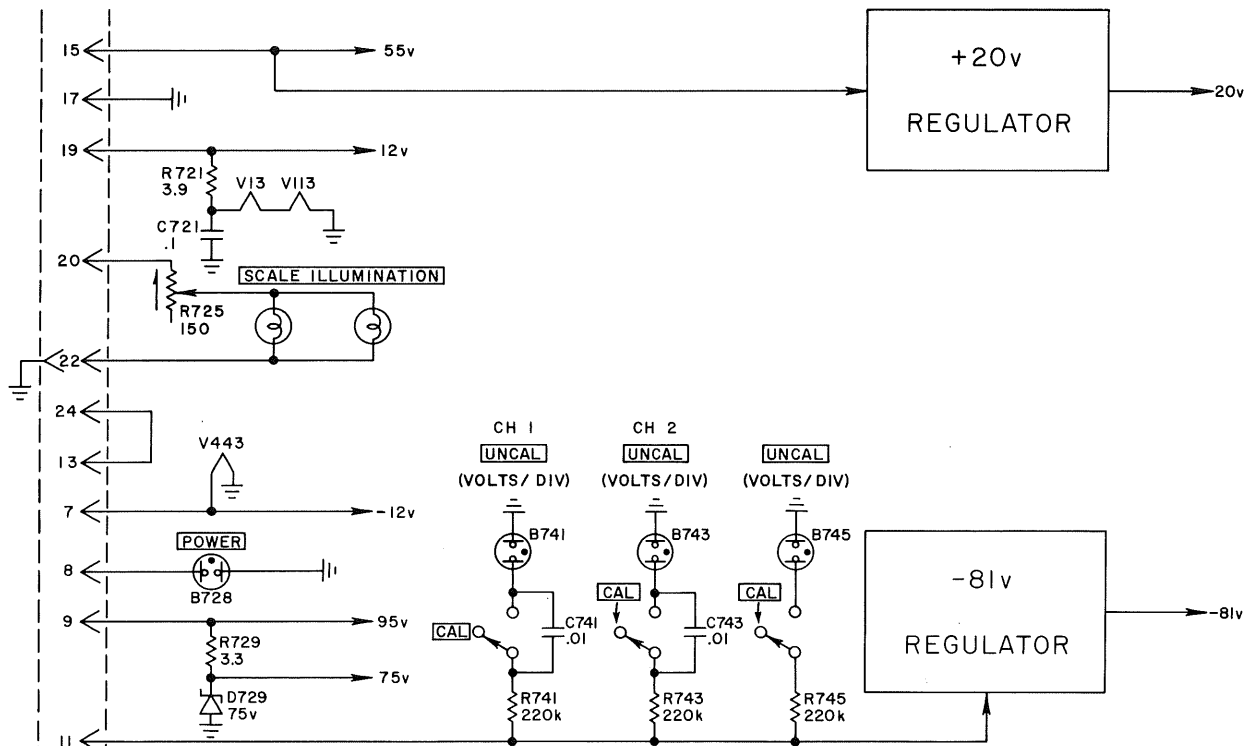 15
55v
+20v
REGULATOR
20v
17
19
12v
R721
3.9
V13
V113
C721
.1
20
SCALE ILLUMINATION
R725
150
22
24
V443
13
7
-12v
CH 1
UNCAL
(VOLTS/DIV)
CH 2
UNCAL
(VOLTS/DIV)
UNCAL
(VOLTS/DIV)
B741
B743
B745
POWER
8
B728
-81v
REGULATOR
-81v
9
95v
R729
3.3
75v
D729
75v
CAL
C741
.01
CAL
C743
.01
CAL
R741
220k
R743
220k
R745
220k
11